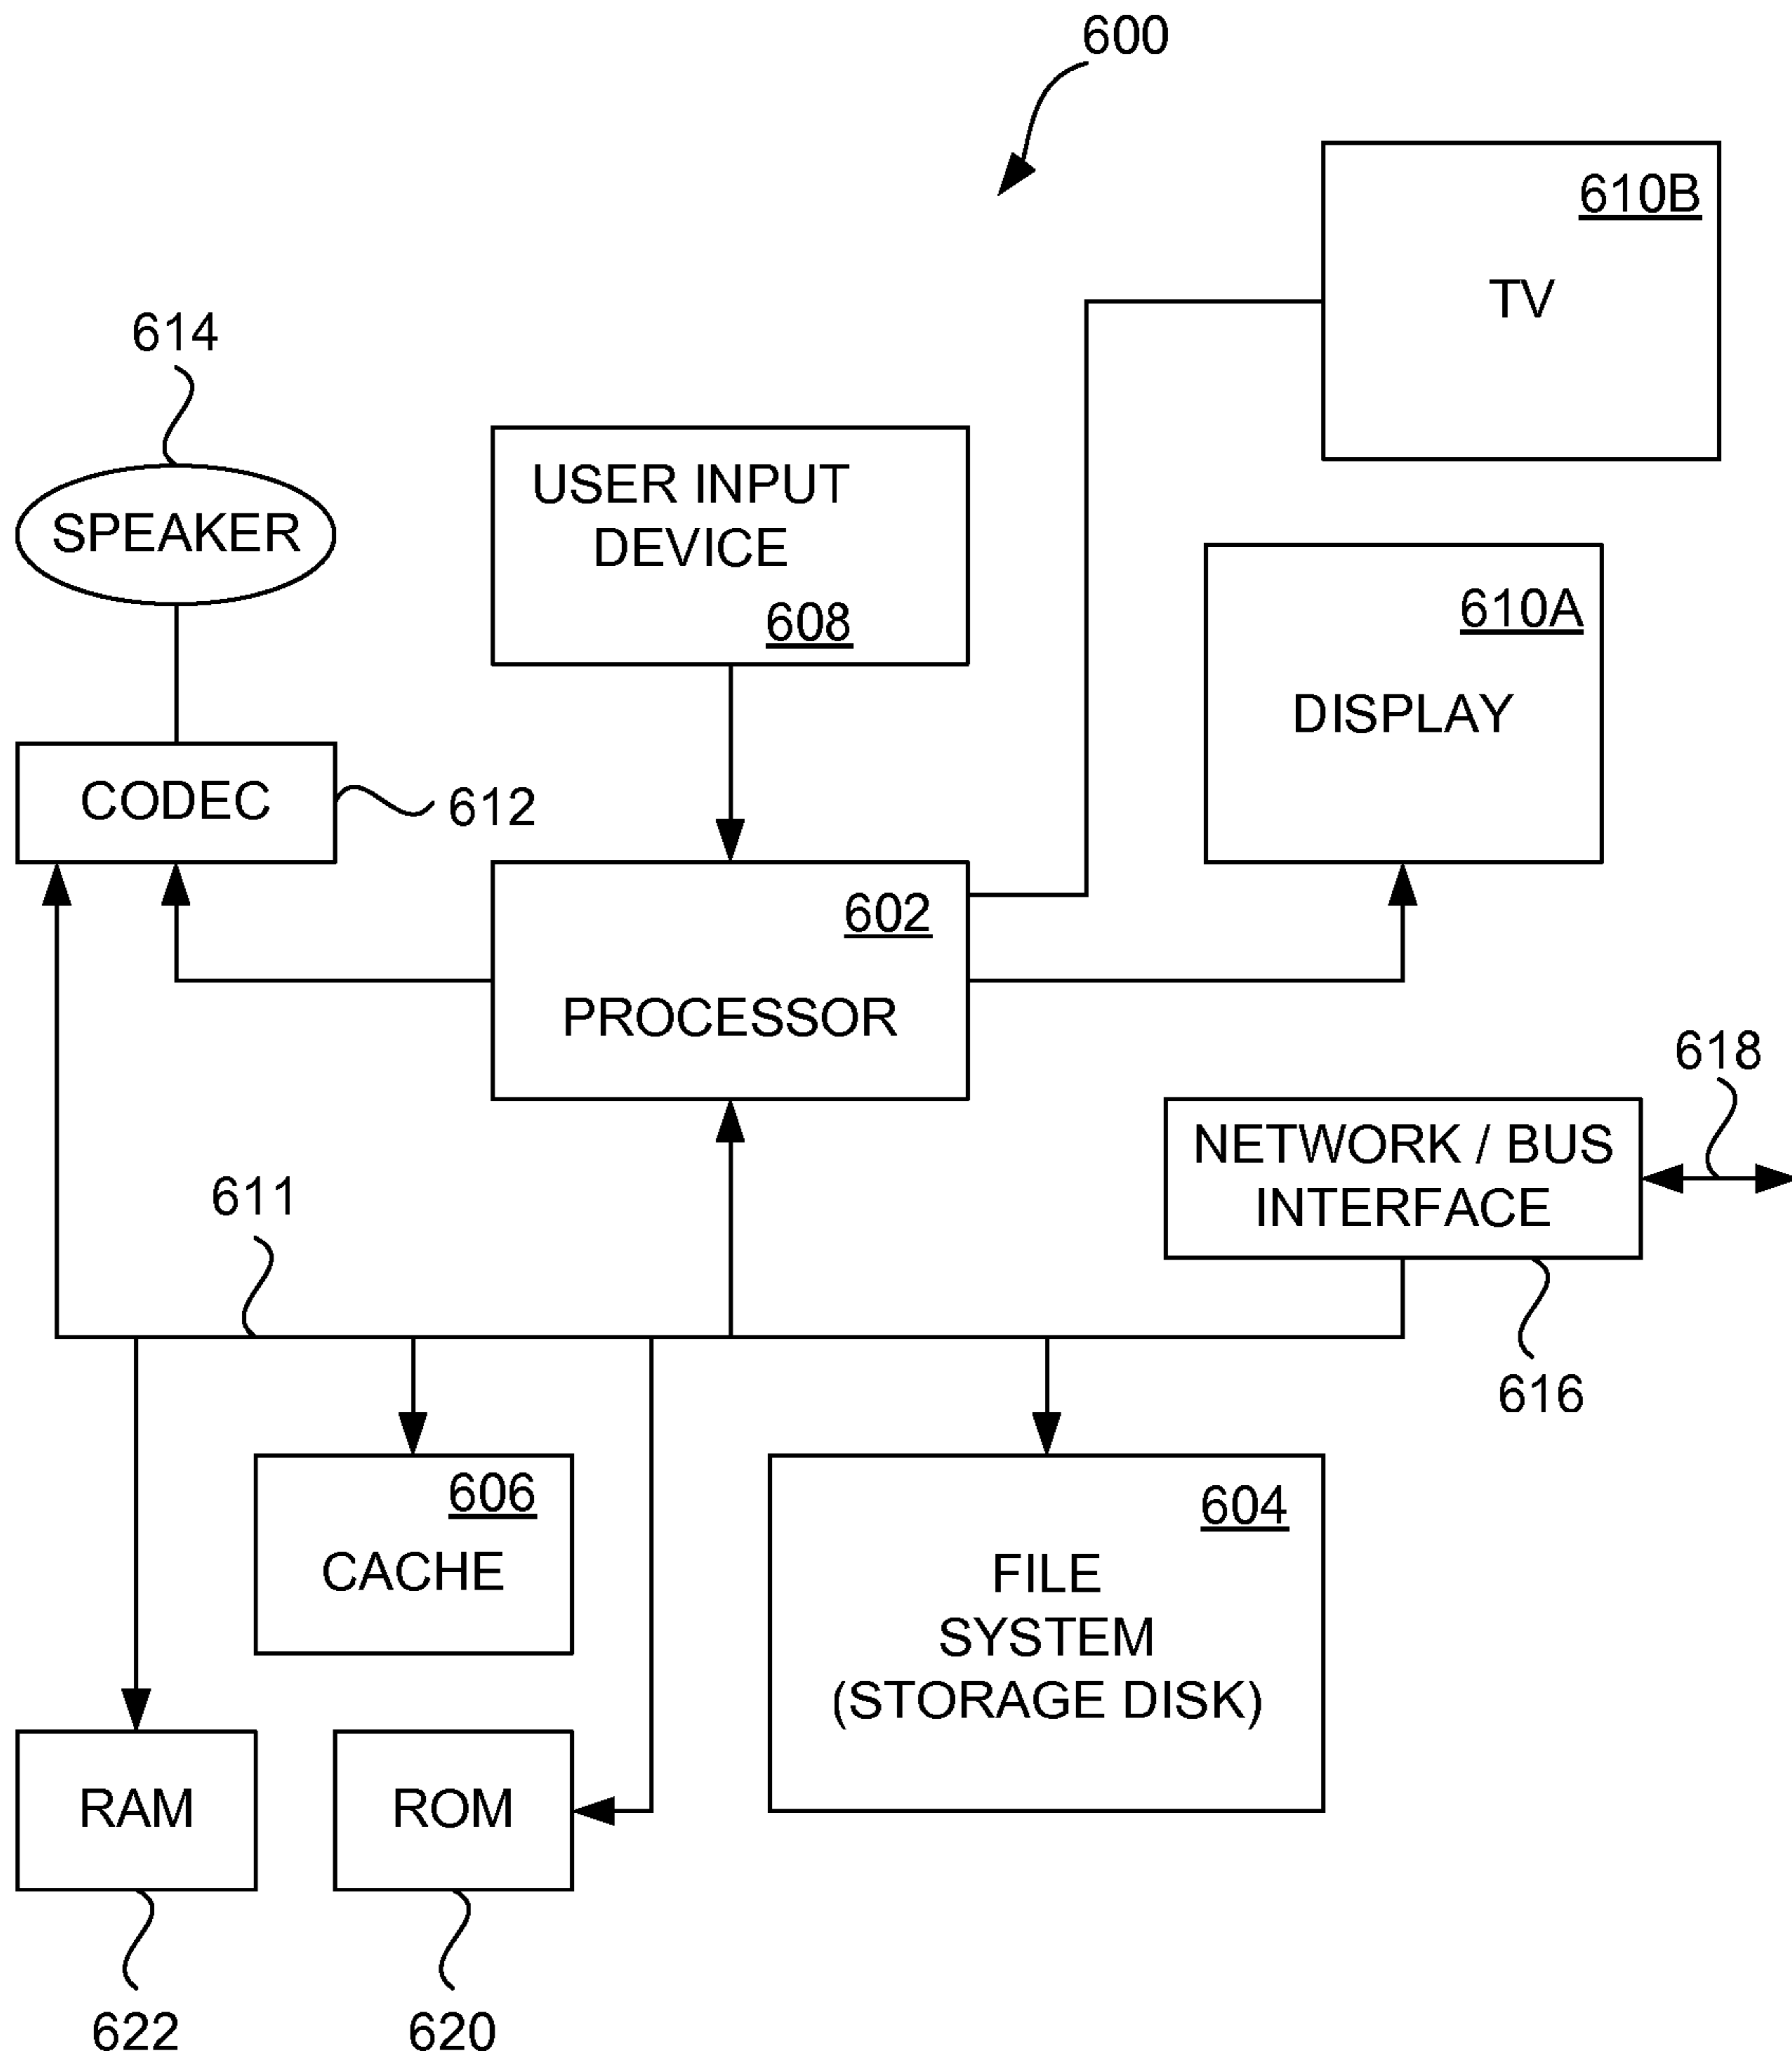 600
610B
TV
614
SPEAKER
USER INPUT
DEVICE
608
610A
DISPLAY
CODEC
612
602
PROCESSOR
618
NETWORK / BUS
INTERFACE
611
616
606
CACHE
604
FILE
SYSTEM
(STORAGE DISK)
RAM
ROM
622
620